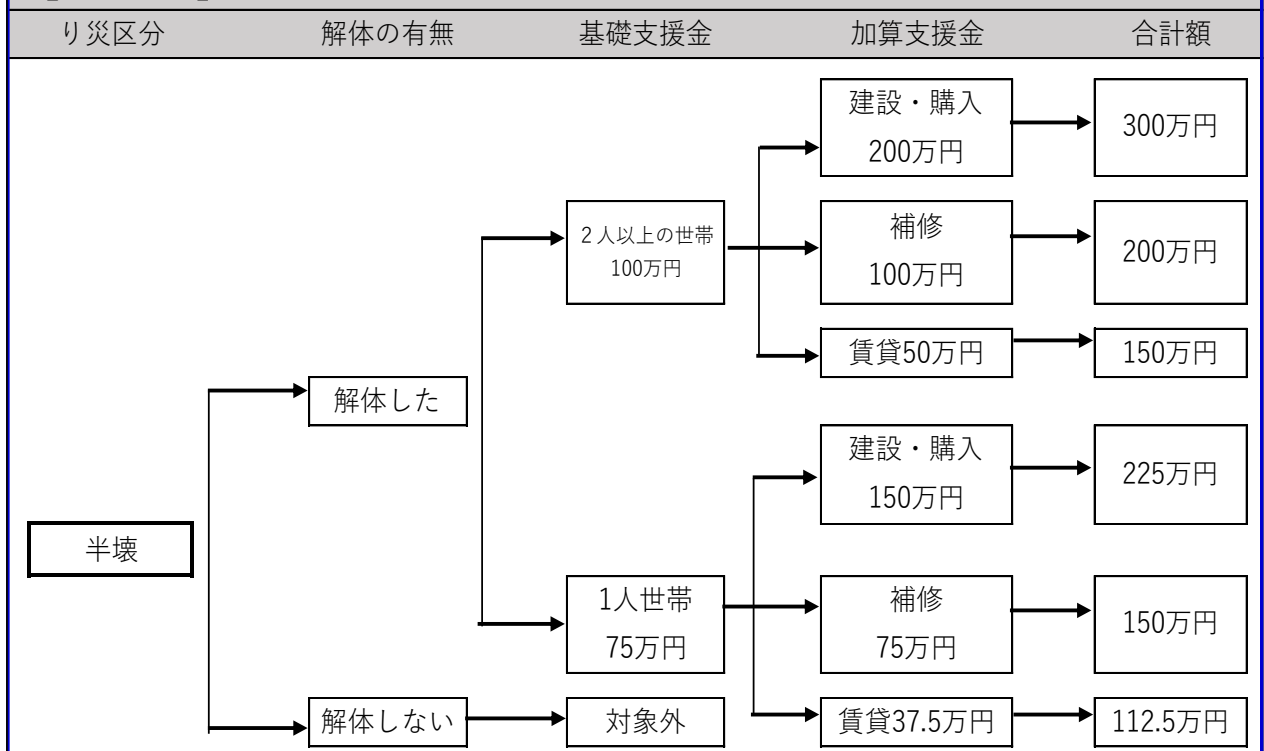 り災区分 解体の有無 基礎支援金 加算支援金 合計額
建設・購入
200万円
300万円
２人以上の世帯
100万円
補修
100万円
200万円
賃貸50万円
150万円
解体した
建設・購入
150万円
225万円
半壊
1人世帯
75万円
補修
75万円
150万円
解体しない
対象外
賃貸37.5万円
112.5万円